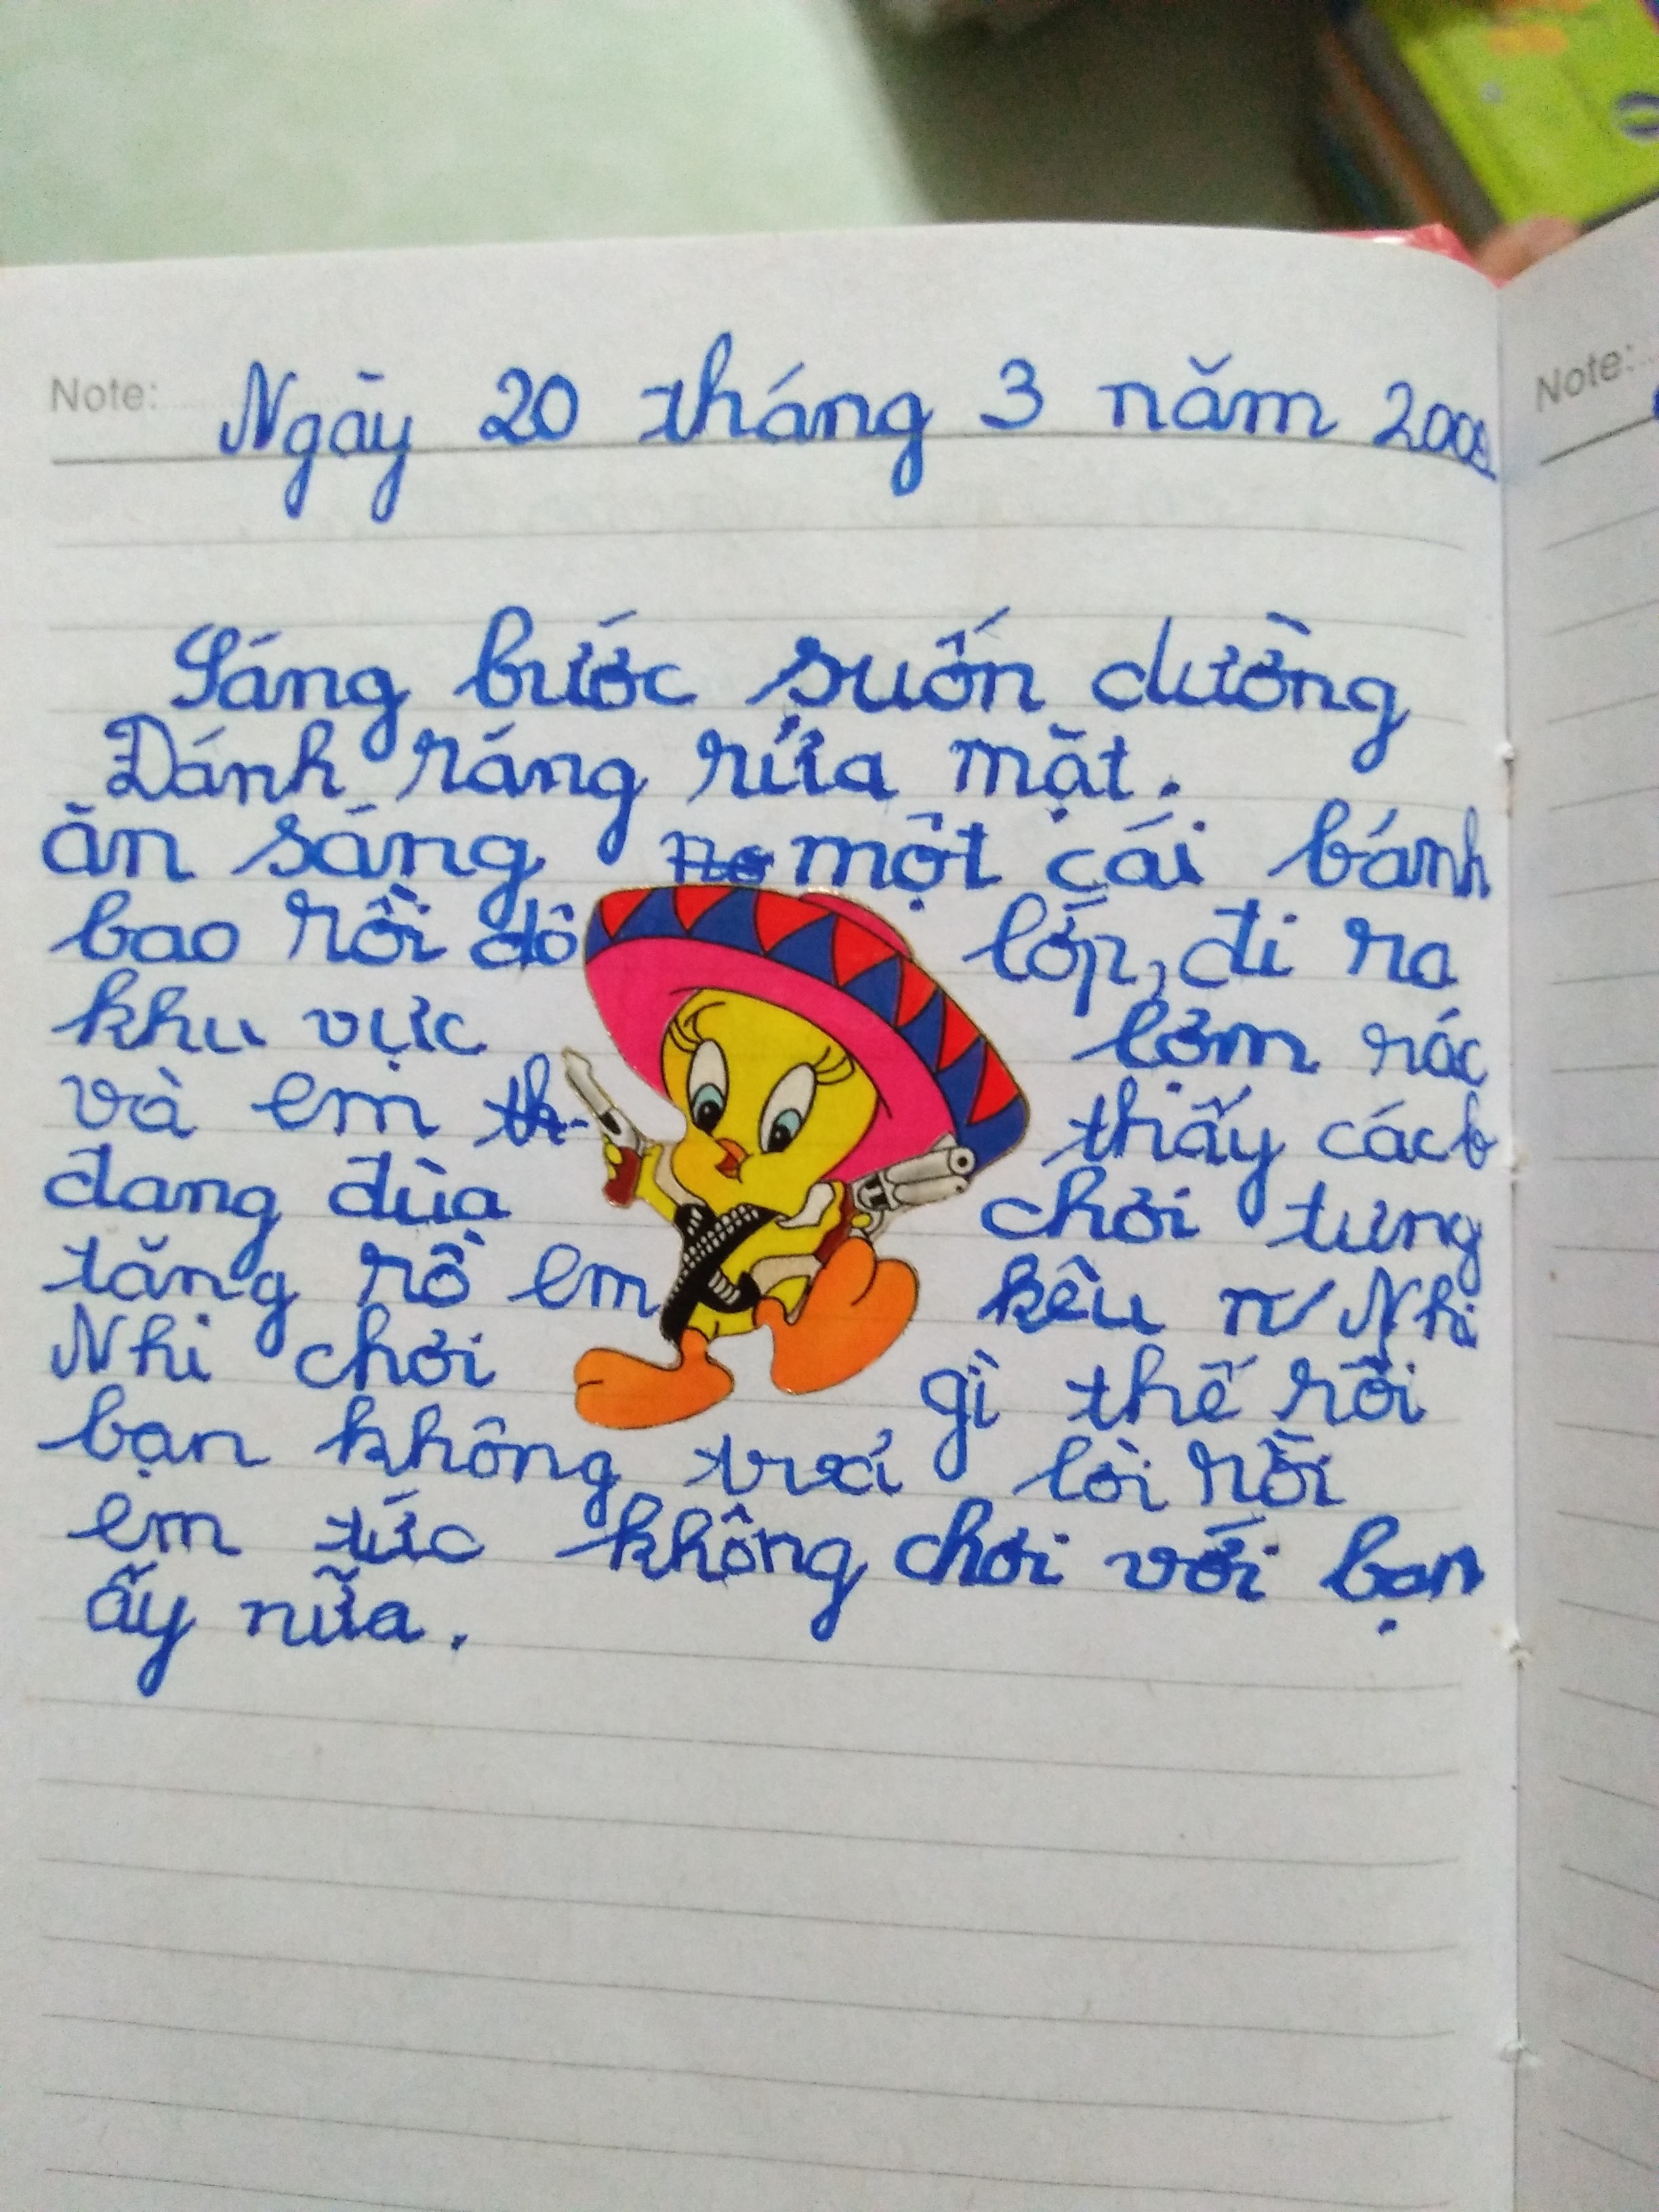 Note: Ngày 20 tháng 3 năm 2008.
Sáng bước suốn dường
Dánh ráng rứa mặt.
ăn sáng một cái bánh
bao rồi dô lớp, đi ra
khu vực lơm rác
và em thấy các b
đang đùa chơi tưng
tăng rồ em kêu Nhi
Nhi chơi gì thế rồi
bạn không trả lời rồi
em tức không chơi với bạn
ấy nữa.
Note: